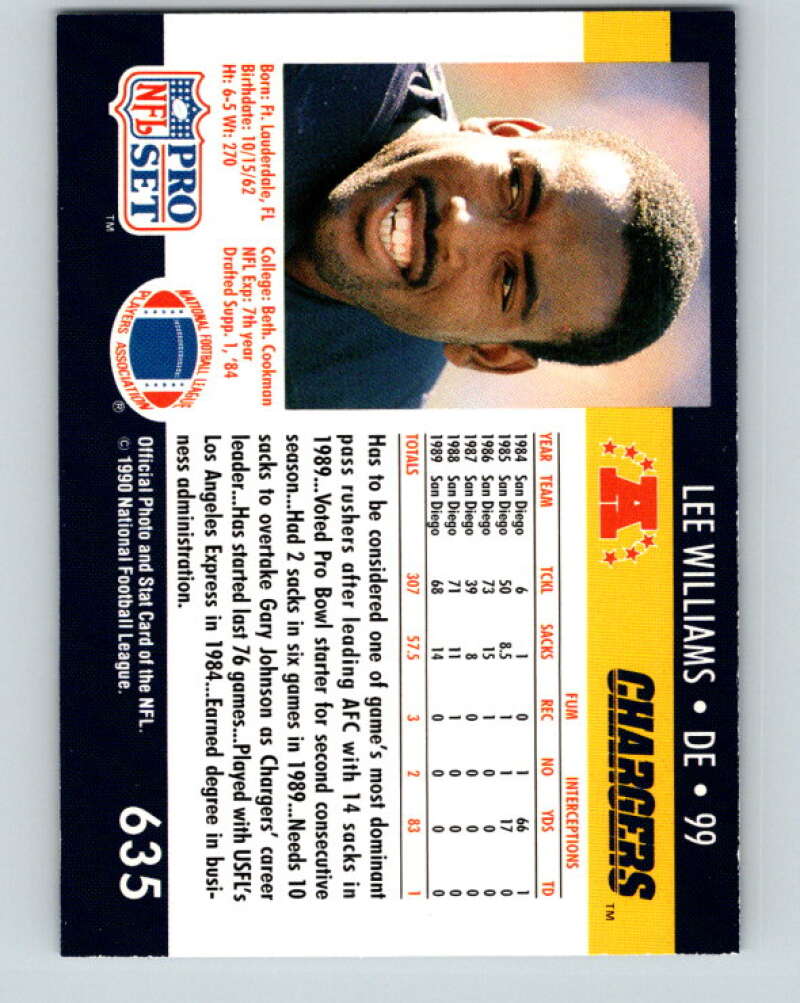 LEE WILLIAMS • DE • 99
A
CHARGERS
TM
FUM INTERCEPTIONS
YEAR TEAM TCKL SACKS REC NO YDS TD
1984 San Diego 6 1 0 1 66 1
1985 San Diego 50 8.5 1 1 17 0
1986 San Diego 73 15 1 0 0 0
1987 San Diego 39 8 0 0 0 0
1988 San Diego 71 11 1 0 0 0
1989 San Diego 68 14 0 0 0 0
TOTALS 307 57.5 3 2 83 1
Has to be considered one of game's most dominant
pass rushers after leading AFC with 14 sacks in
1989...Voted Pro Bowl starter for second consecutive
season...Had 2 sacks in six games in 1989...Needs 10
sacks to overtake Gary Johnson as Chargers' career
leader...Has started last 76 games...Played with USFL's
Los Angeles Express in 1984...Earned degree in busi-
ness administration.
Born: Ft. Lauderdale, FL
Birthdate: 10/15/62
Ht: 6-5 Wt: 270
College: Beth. Cookman
NFL Exp: 7th year
Drafted Supp. 1, '84
PRO
NFL SET
TM
NATIONAL FOOTBALL LEAGUE
PLAYERS ASSOCIATION
®
Official Photo and Stat Card of the NFL.
© 1990 National Football League.
635